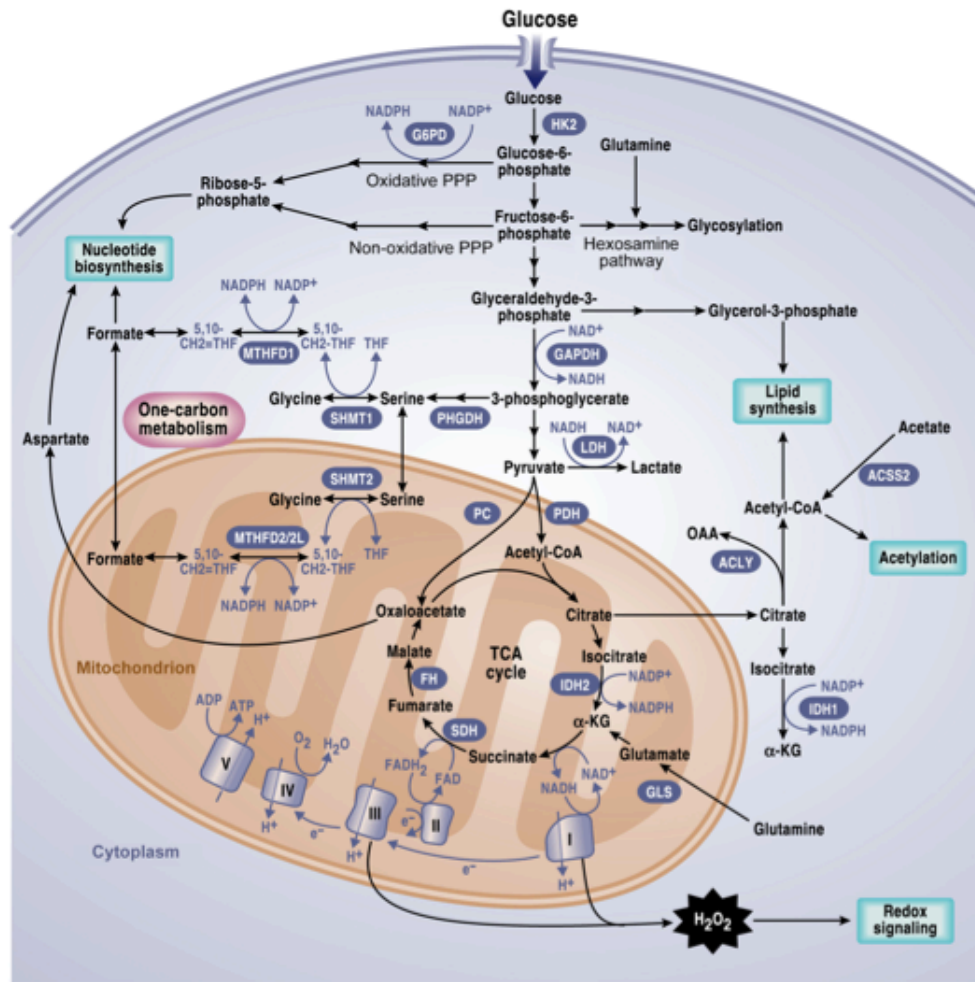 Glucose
Glucose
NADPH
NADP+
G6PD
HK2
Glutamine
Glucose-6-
phosphate
Oxidative PPP
Ribose-5-
phosphate
Fructose-6-
phosphate
Glycosylation
Non-oxidative PPP
Hexosamine
pathway
Nucleotide
biosynthesis
NADPH NADP+
Glyceraldehyde-3-
phosphate
Glycerol-3-phosphate
Formate
5,10-
CH2=THF
MTHFD1
5,10-
CH2-THF
THF
NAD+
GAPDH
NADH
Lipid
synthesis
Glycine
Serine
SHMT1
PHGDH
3-phosphoglycerate
One-carbon
metabolism
Aspartate
NADH
NAD+
LDH
Pyruvate
Lactate
Acetate
ACSS2
SHMT2
Glycine
Serine
PC
PDH
Acetyl-CoA
OAA
MTHFD2/2L
Formate
5,10-
CH2=THF
5,10-
CH2-THF
THF
Acetyl-CoA
ACLY
Acetylation
NADPH NADP+
Oxaloacetate
Citrate
Citrate
Malate
TCA
cycle
Isocitrate
Isocitrate
Mitochondrion
FH
IDH2
NADP+
NADPH
NADP+
IDH1
NADPH
Fumarate
α-KG
α-KG
ADP
ATP
H+
O2
H2O
SDH
Succinate
Glutamate
FADH2
FAD
NADH
NAD+
GLS
V
IV
III
II
I
e-
e-
e-
H+
H+
H+
Glutamine
Cytoplasm
H2O2
Redox
signaling